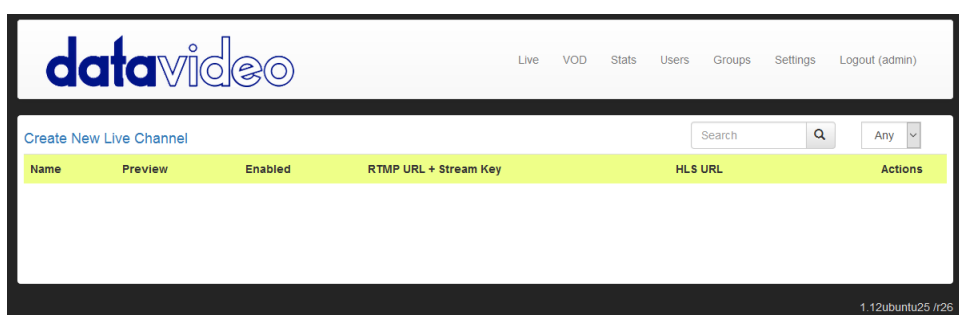 datavideo
Live VOD Stats Users Groups Settings Logout (admin)
Create New Live Channel Search Any
Name Preview Enabled RTMP URL + Stream Key HLS URL Actions
1.12ubuntu25 /r26